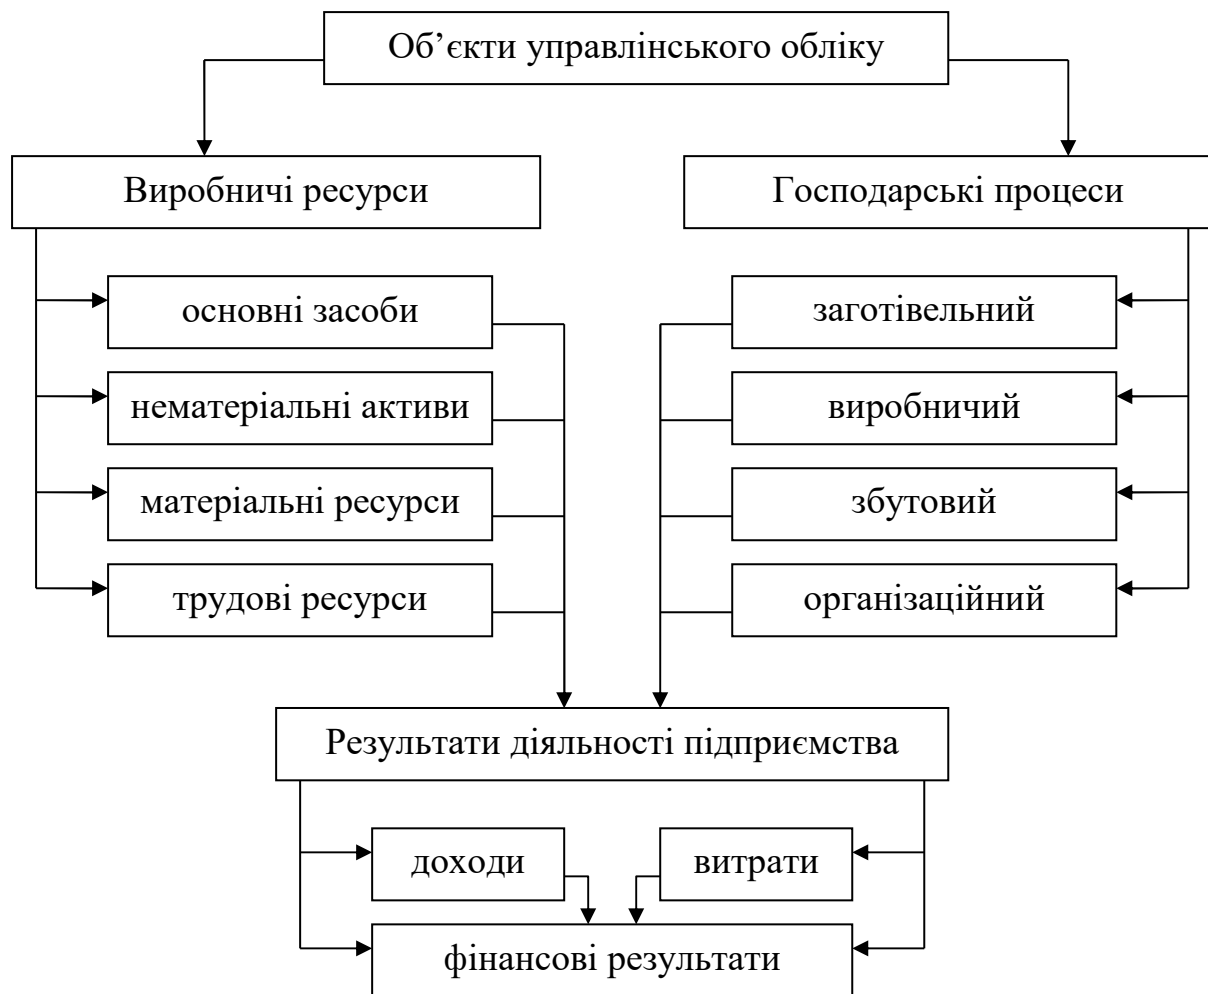 Об’єкти управлінського обліку
Виробничі ресурси
Господарські процеси
основні засоби
заготівельний
нематеріальні активи
виробничий
матеріальні ресурси
збутовий
трудові ресурси
організаційний
Результати діяльності підприємства
доходи
витрати
фінансові результати